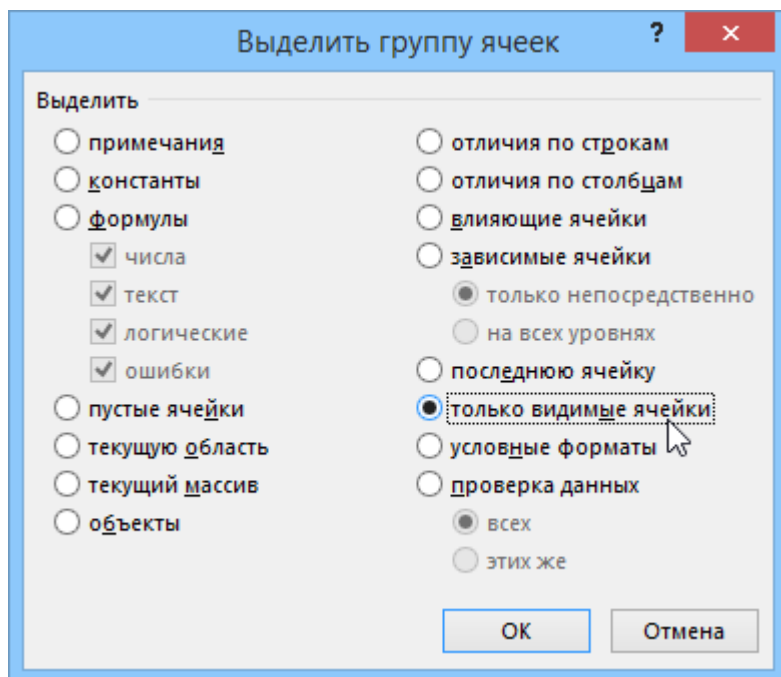 Выделить группу ячеек
?
Выделить
примечания
константы
формулы
числа
текст
логические
ошибки
пустые ячейки
текущую область
текущий массив
объекты
отличия по строкам
отличия по столбцам
влияющие ячейки
зависимые ячейки
только непосредственно
на всех уровнях
последнюю ячейку
только видимые ячейки
условные форматы
проверка данных
всех
этих же
ОК
Отмена